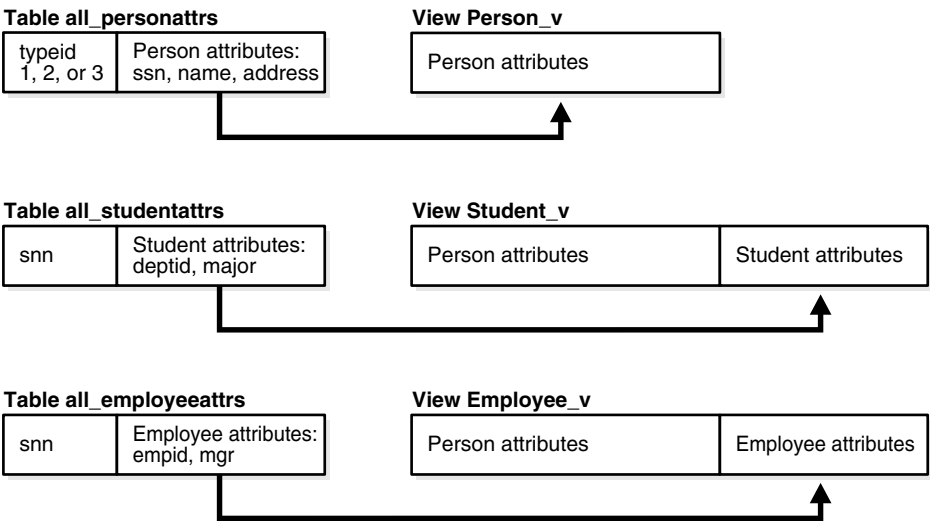 Table all_personattrs
View Person_v
typeid
1, 2, or 3
Person attributes:
ssn, name, address
Person attributes
Table all_studentattrs
View Student_v
snn
Student attributes:
deptid, major
Person attributes
Student attributes
Table all_employeeattrs
View Employee_v
snn
Employee attributes:
empid, mgr
Person attributes
Employee attributes